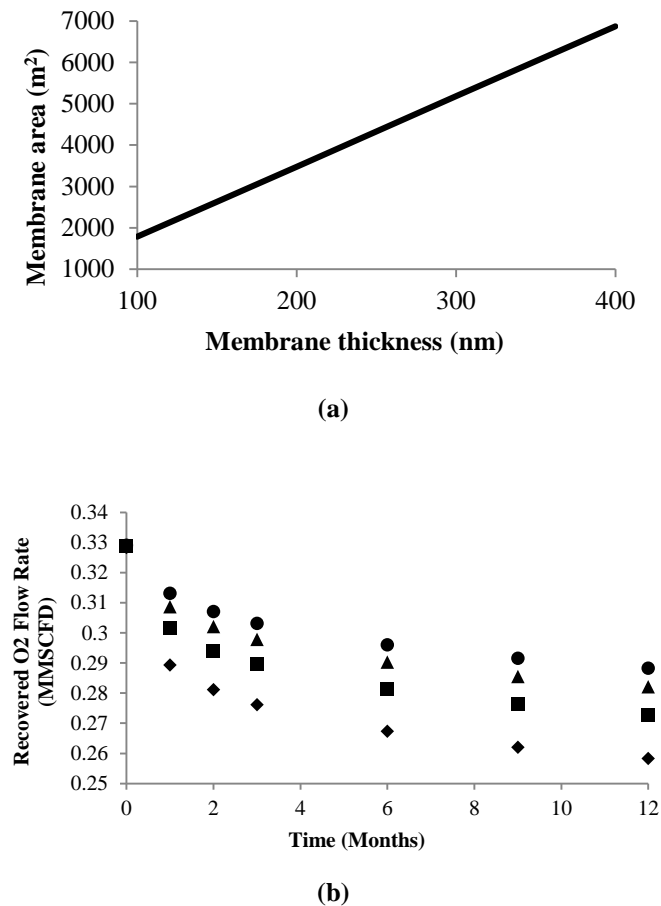 7000
6000
5000
4000
3000
2000
1000
Membrane area (m²)
100 200 300 400
Membrane thickness (nm)
(a)
0.34
0.33
0.32
0.31
0.3
0.29
0.28
0.27
0.26
0.25
Recovered O2 Flow Rate
(MMSCFD)
0 2 4 6 8 10 12
Time (Months)
(b)